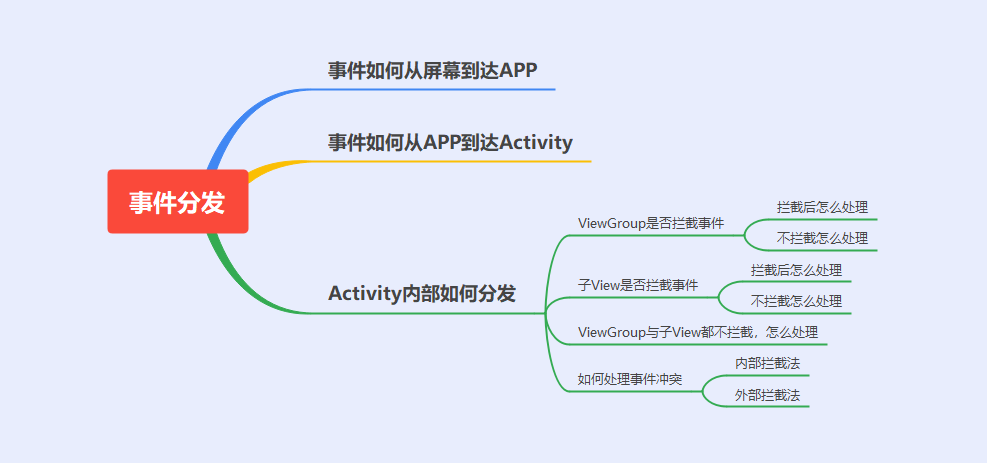 事件分发
事件如何从屏幕到达APP
事件如何从APP到达Activity
Activity内部如何分发
ViewGroup是否拦截事件
拦截后怎么处理
不拦截怎么处理
子View是否拦截事件
拦截后怎么处理
不拦截怎么处理
ViewGroup与子View都不拦截，怎么处理
如何处理事件冲突
内部拦截法
外部拦截法